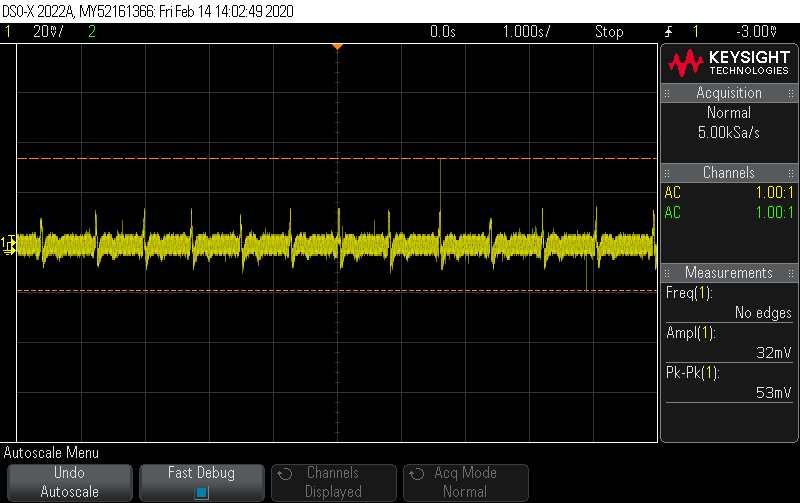 DSO-X 2022A, MY52161366: Fri Feb 14 14:02:49 2020
1 20mV/ 2 0.0s 1.000s/ Stop 1 -3.00mV
KEYSIGHT
TECHNOLOGIES
Acquisition
Normal
5.00kSa/s
Channels
AC 1.00:1
AC 1.00:1
1
T
Measurements
Freq(1):
No edges
Ampl(1):
32mV
Pk-Pk(1):
53mV
Autoscale Menu
Undo
Autoscale
Fast Debug
Channels
Displayed
Acq Mode
Normal